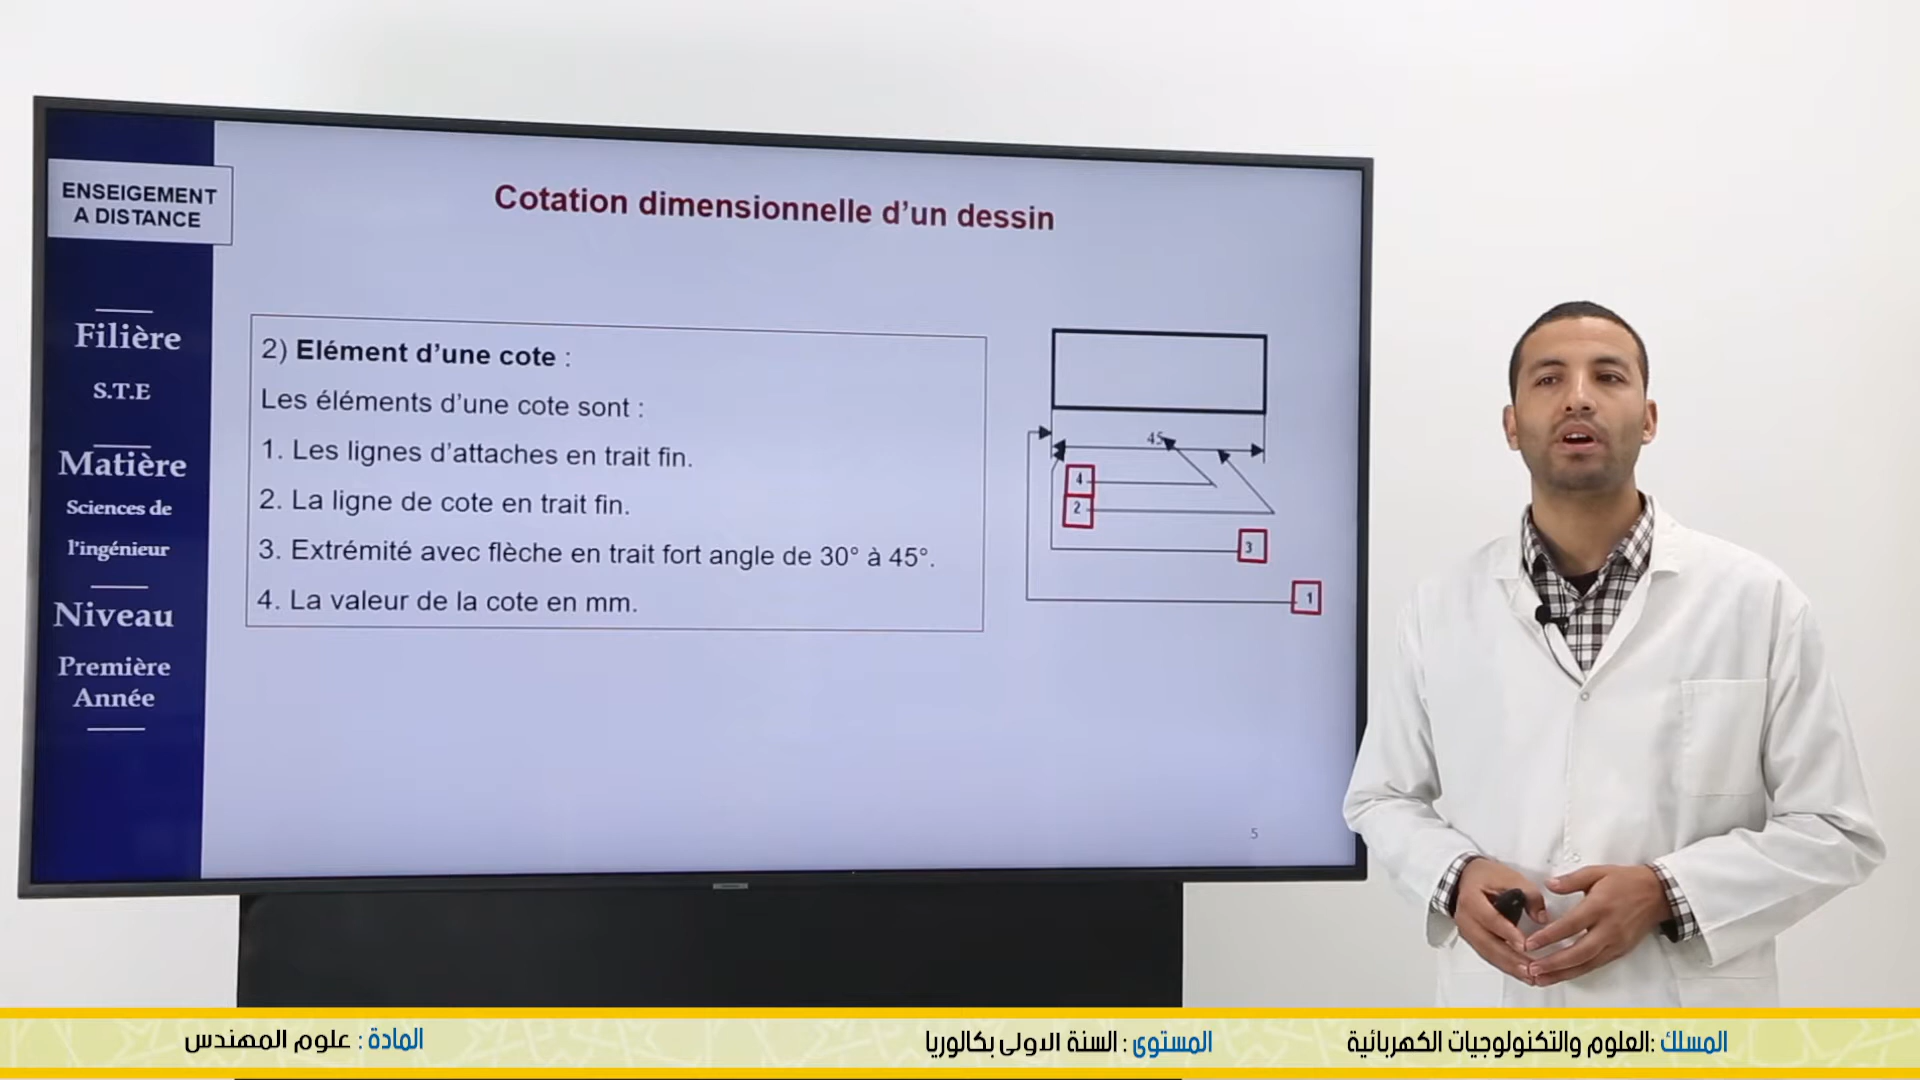 ENSEIGEMENT
A DISTANCE
Filière
S.T.E
Matière
Sciences de
l'ingénieur
Niveau
Première
Année
Cotation dimensionnelle d'un dessin
2) Elément d'une cote :
Les éléments d'une cote sont :
1. Les lignes d'attaches en trait fin.
2. La ligne de cote en trait fin.
3. Extrémité avec flèche en trait fort angle de 30° à 45°.
4. La valeur de la cote en mm.
45
4
2
3
1
5
المسلك :العلوم والتكنولوجيات الكهربائية
المستوى : السنة الاولى بكالوريا
المادة : علوم المهندس